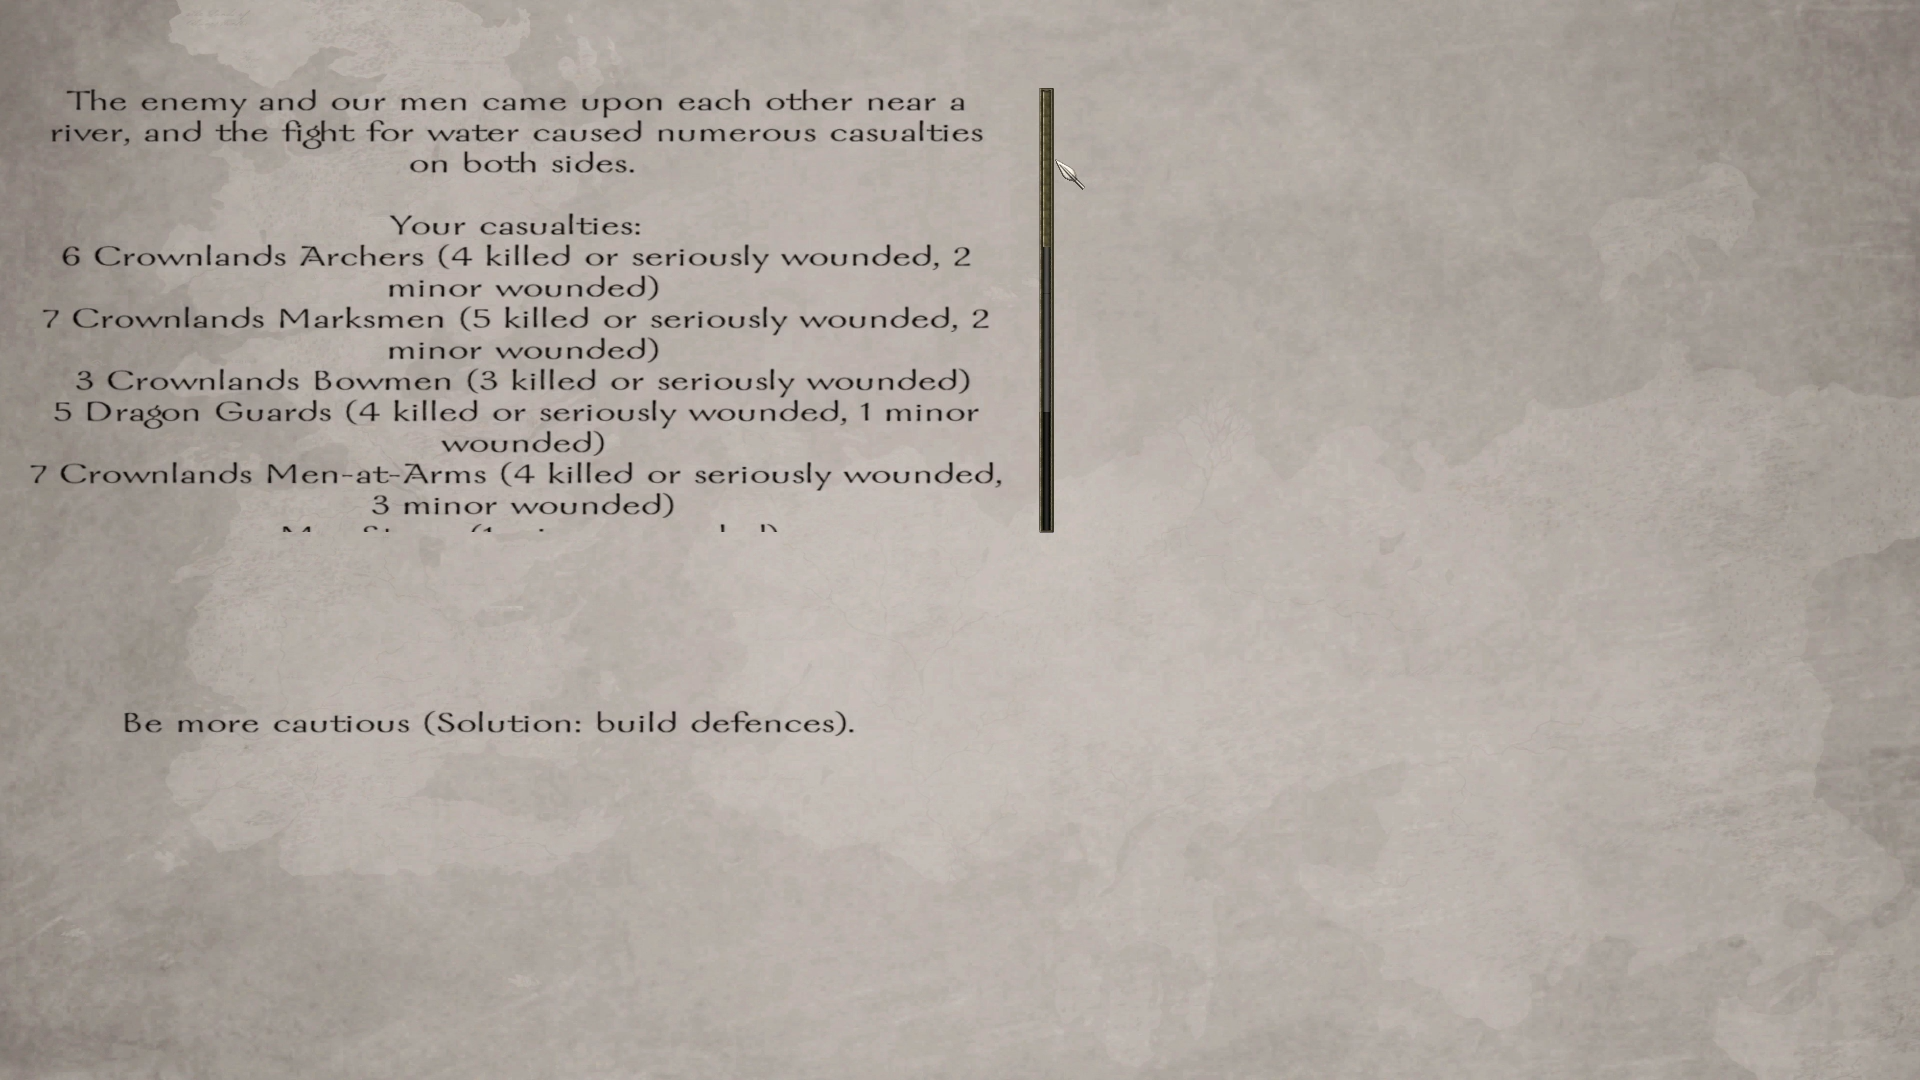 The enemy and our men came upon each other near a
river, and the fight for water caused numerous casualties
on both sides.
Your casualties:
6 Crownlands Archers (4 killed or seriously wounded, 2
minor wounded)
7 Crownlands Marksmen (5 killed or seriously wounded, 2
minor wounded)
3 Crownlands Bowmen (3 killed or seriously wounded)
5 Dragon Guards (4 killed or seriously wounded, 1 minor
wounded)
7 Crownlands Men-at-Arms (4 killed or seriously wounded,
3 minor wounded)
Be more cautious (Solution: build defences).